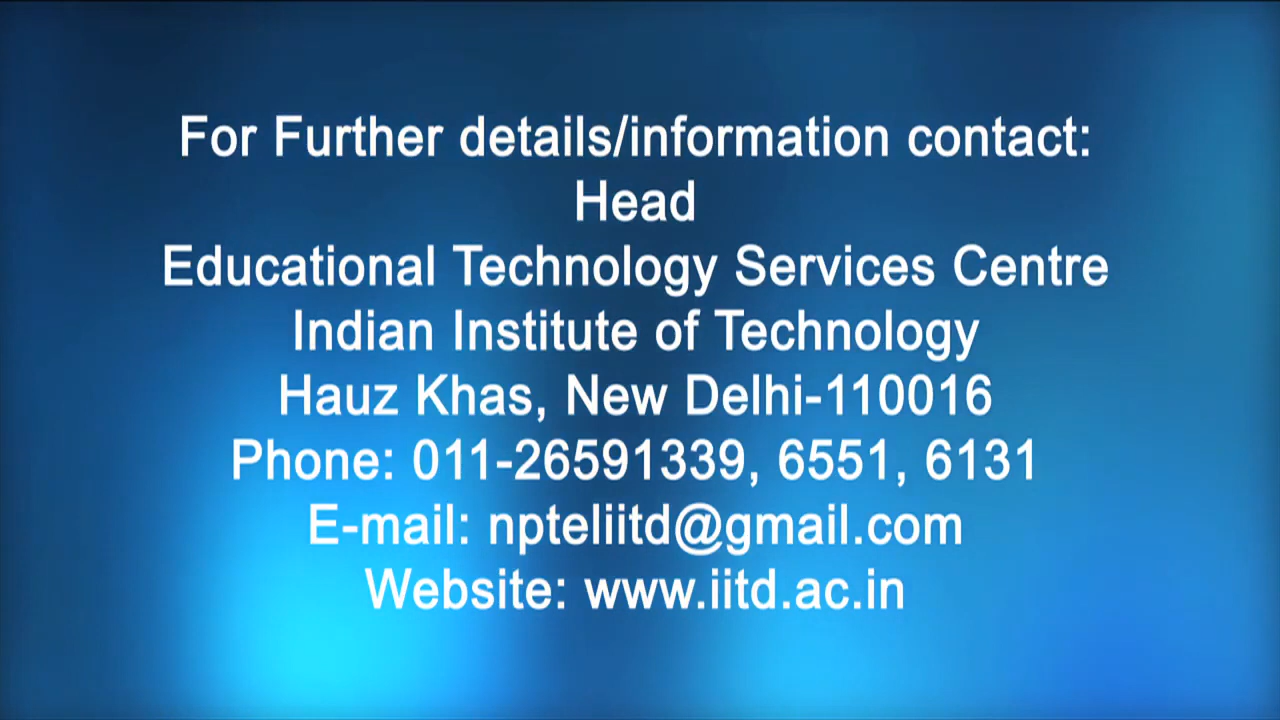 For Further details/information contact:
Head
Educational Technology Services Centre
Indian Institute of Technology
Hauz Khas, New Delhi-110016
Phone: 011-26591339, 6551, 6131
E-mail: npteliitd@gmail.com
Website: www.iitd.ac.in